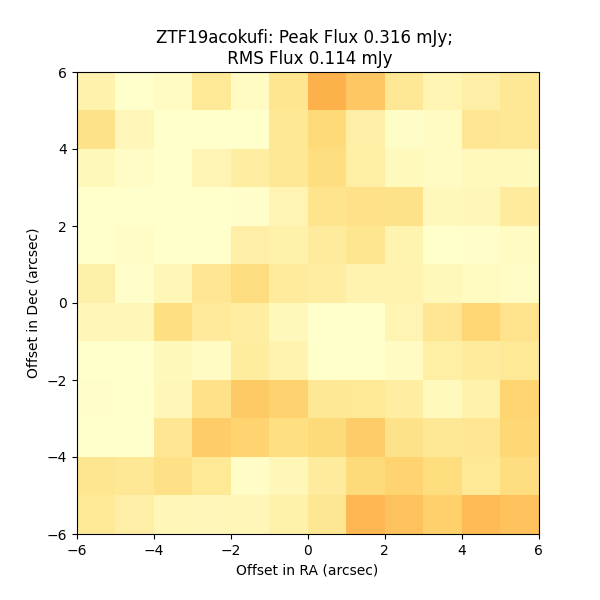 ZTF19acokufi: Peak Flux 0.316 mJy;
RMS Flux 0.114 mJy
6
4
2
0
−2
−4
−6
Offset in Dec (arcsec)
−6 −4 −2 0 2 4 6
Offset in RA (arcsec)